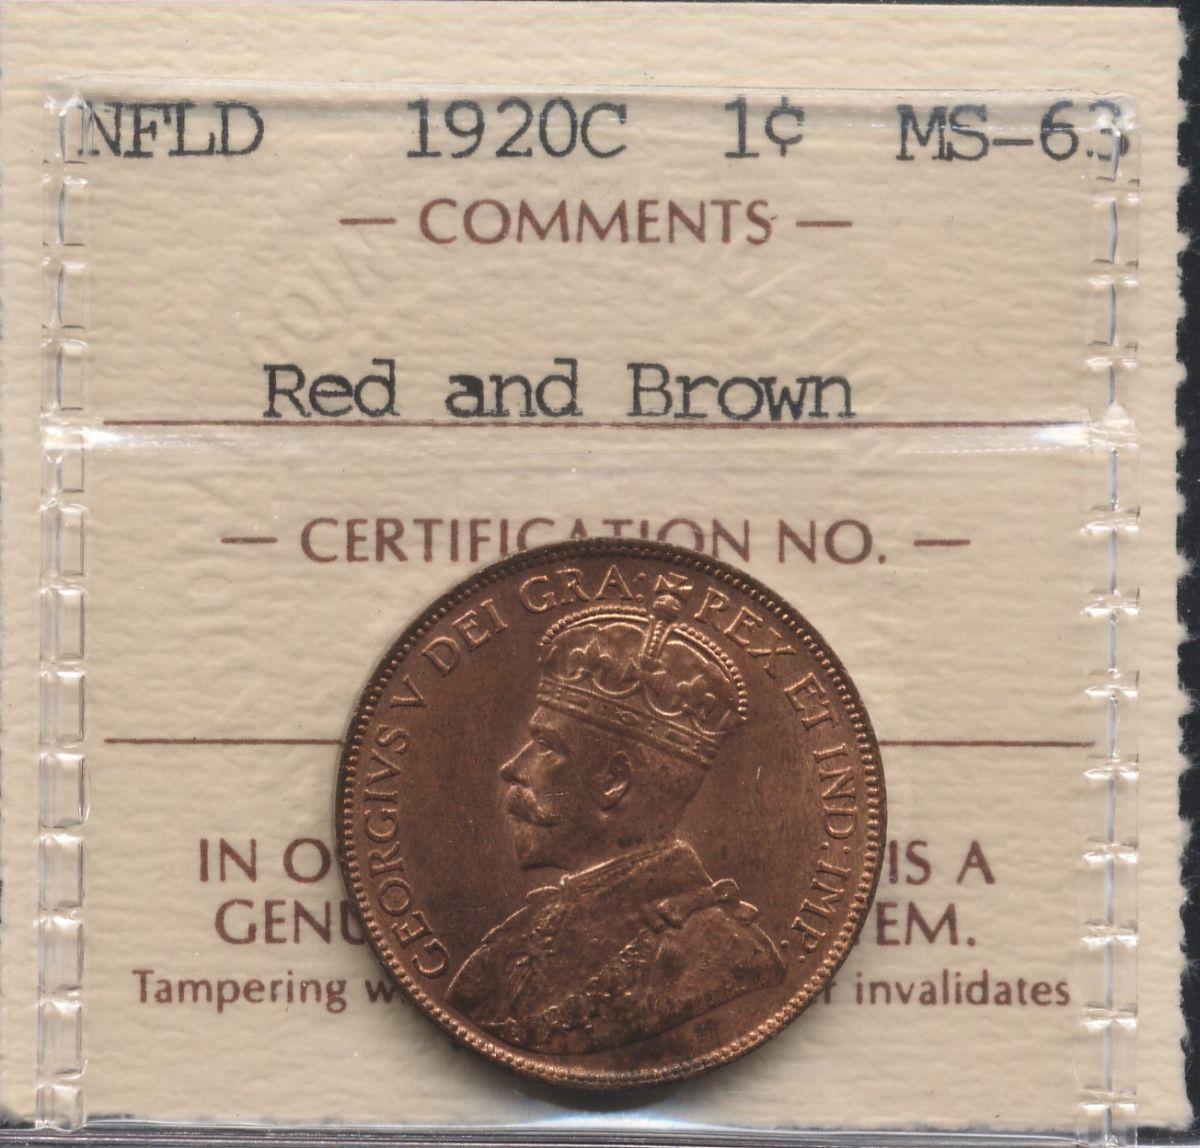 NFLD 1920C 1¢ MS-63
— COMMENTS —
Red and Brown
— CERTIFICATION NO. —
GEORGIVS V DEI GRA: REX ET IND: IMP:
IN O IS A
GENU TEM.
Tampering w r invalidates